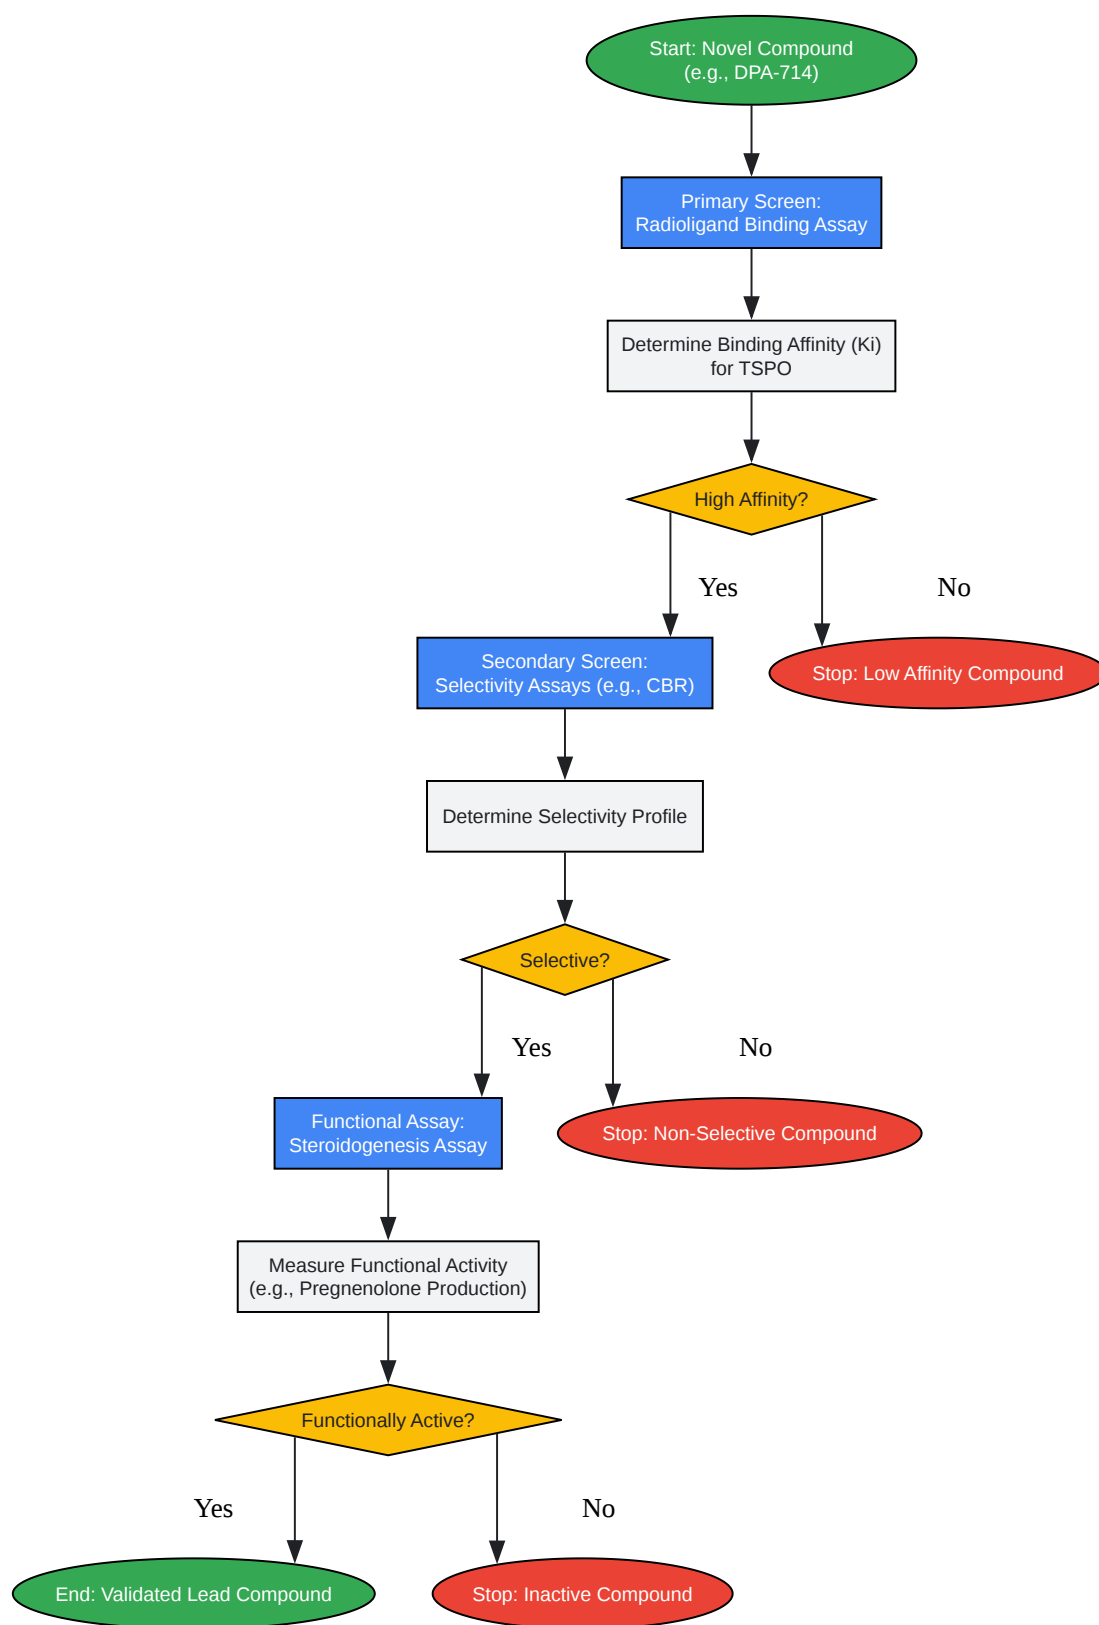 Start: Novel Compound
(e.g., DPA-714)
Primary Screen:
Radioligand Binding Assay
Determine Binding Affinity (Ki)
for TSPO
High Affinity?
Yes
No
Secondary Screen:
Selectivity Assays (e.g., CBR)
Stop: Low Affinity Compound
Determine Selectivity Profile
Selective?
Yes
No
Functional Assay:
Steroidogenesis Assay
Stop: Non-Selective Compound
Measure Functional Activity
(e.g., Pregnenolone Production)
Functionally Active?
Yes
No
End: Validated Lead Compound
Stop: Inactive Compound